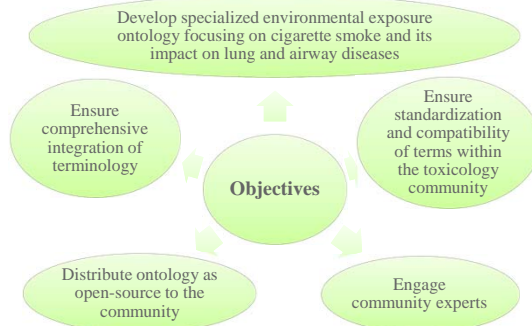 Develop specialized environmental exposure
ontology focusing on cigarette smoke and its
impact on lung and airway diseases
Ensure
comprehensive
integration of
terminology
Ensure
standardization
and compatibility
of terms within
the toxicology
community
Objectives
Distribute ontology as
open-source to the
community
Engage
community experts